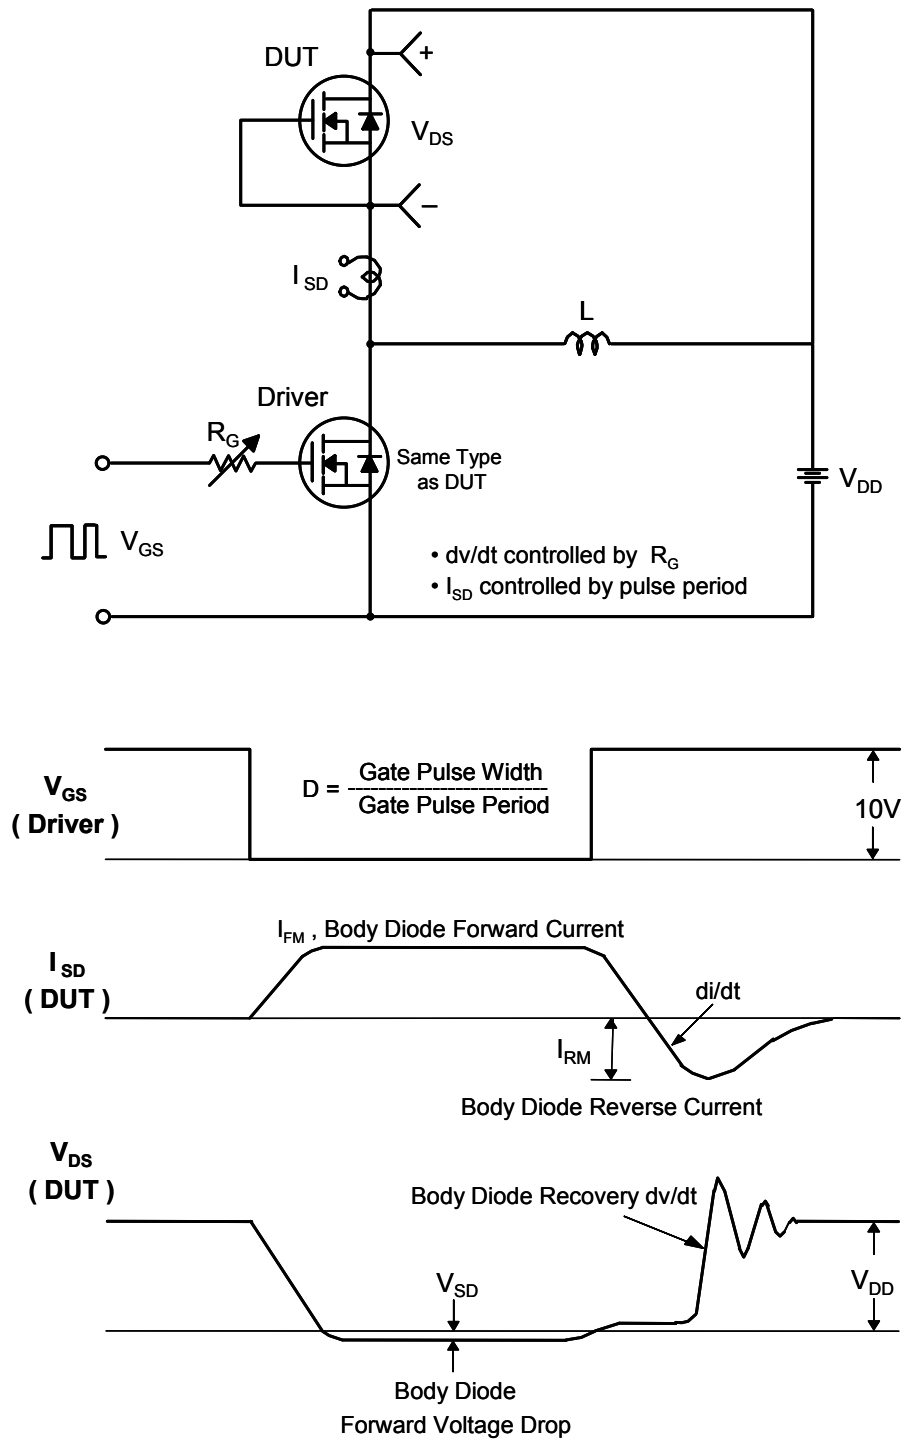 DUT
+
V_DS
−
I_SD
L
Driver
R_G
Same Type
as DUT
V_DD
V_GS
• dv/dt controlled by R_G
• I_SD controlled by pulse period
V_GS
( Driver )
D = Gate Pulse Width
Gate Pulse Period
10V
I_FM , Body Diode Forward Current
I_SD
( DUT )
di/dt
I_RM
Body Diode Reverse Current
V_DS
( DUT )
Body Diode Recovery dv/dt
V_SD
V_DD
Body Diode
Forward Voltage Drop